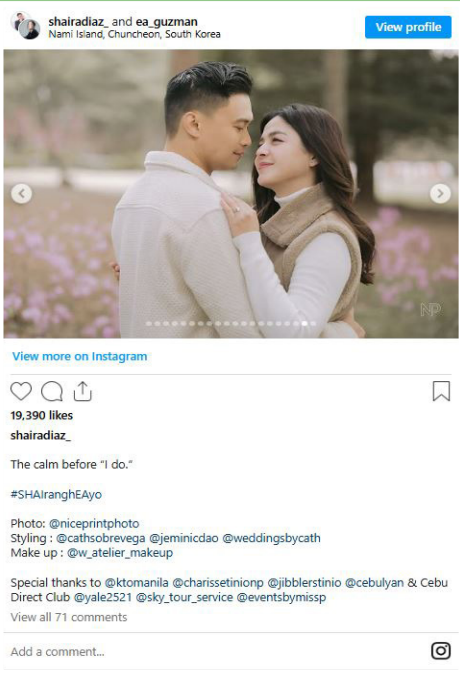 shairadiaz_ and ea_guzman
Nami Island, Chuncheon, South Korea
View profile
NP
View more on Instagram
19,390 likes
shairadiaz_
The calm before "I do."
#SHAIranghEAyo
Photo: @niceprintphoto
Styling : @cathsobrevega @jeminicdao @weddingsbycath
Make up : @w_atelier_makeup
Special thanks to @ktomanila @charissetinionp @jibblerstinio @cebulyan & Cebu
Direct Club @yale2521 @sky_tour_service @eventsbymissp
View all 71 comments
Add a comment...